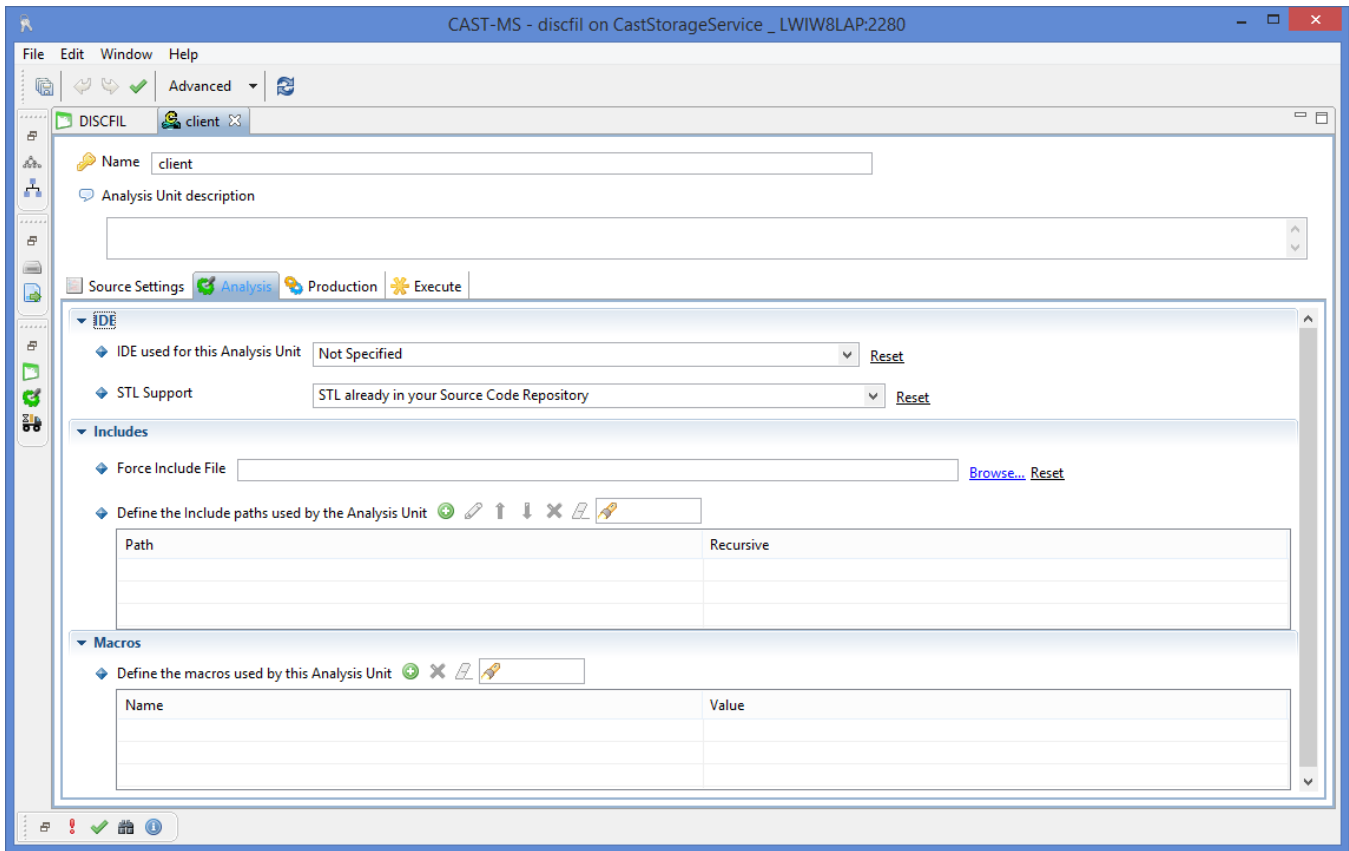 CAST-MS - discfil on CastStorageService _ LWIW8LAP:2280
File Edit Window Help
Advanced
DISCFIL client
Name client
Analysis Unit description
Source Settings Analysis Production Execute
IDE
IDE used for this Analysis Unit Not Specified Reset
STL Support STL already in your Source Code Repository Reset
Includes
Force Include File Browse... Reset
Define the Include paths used by the Analysis Unit
Path Recursive
Macros
Define the macros used by this Analysis Unit
Name Value